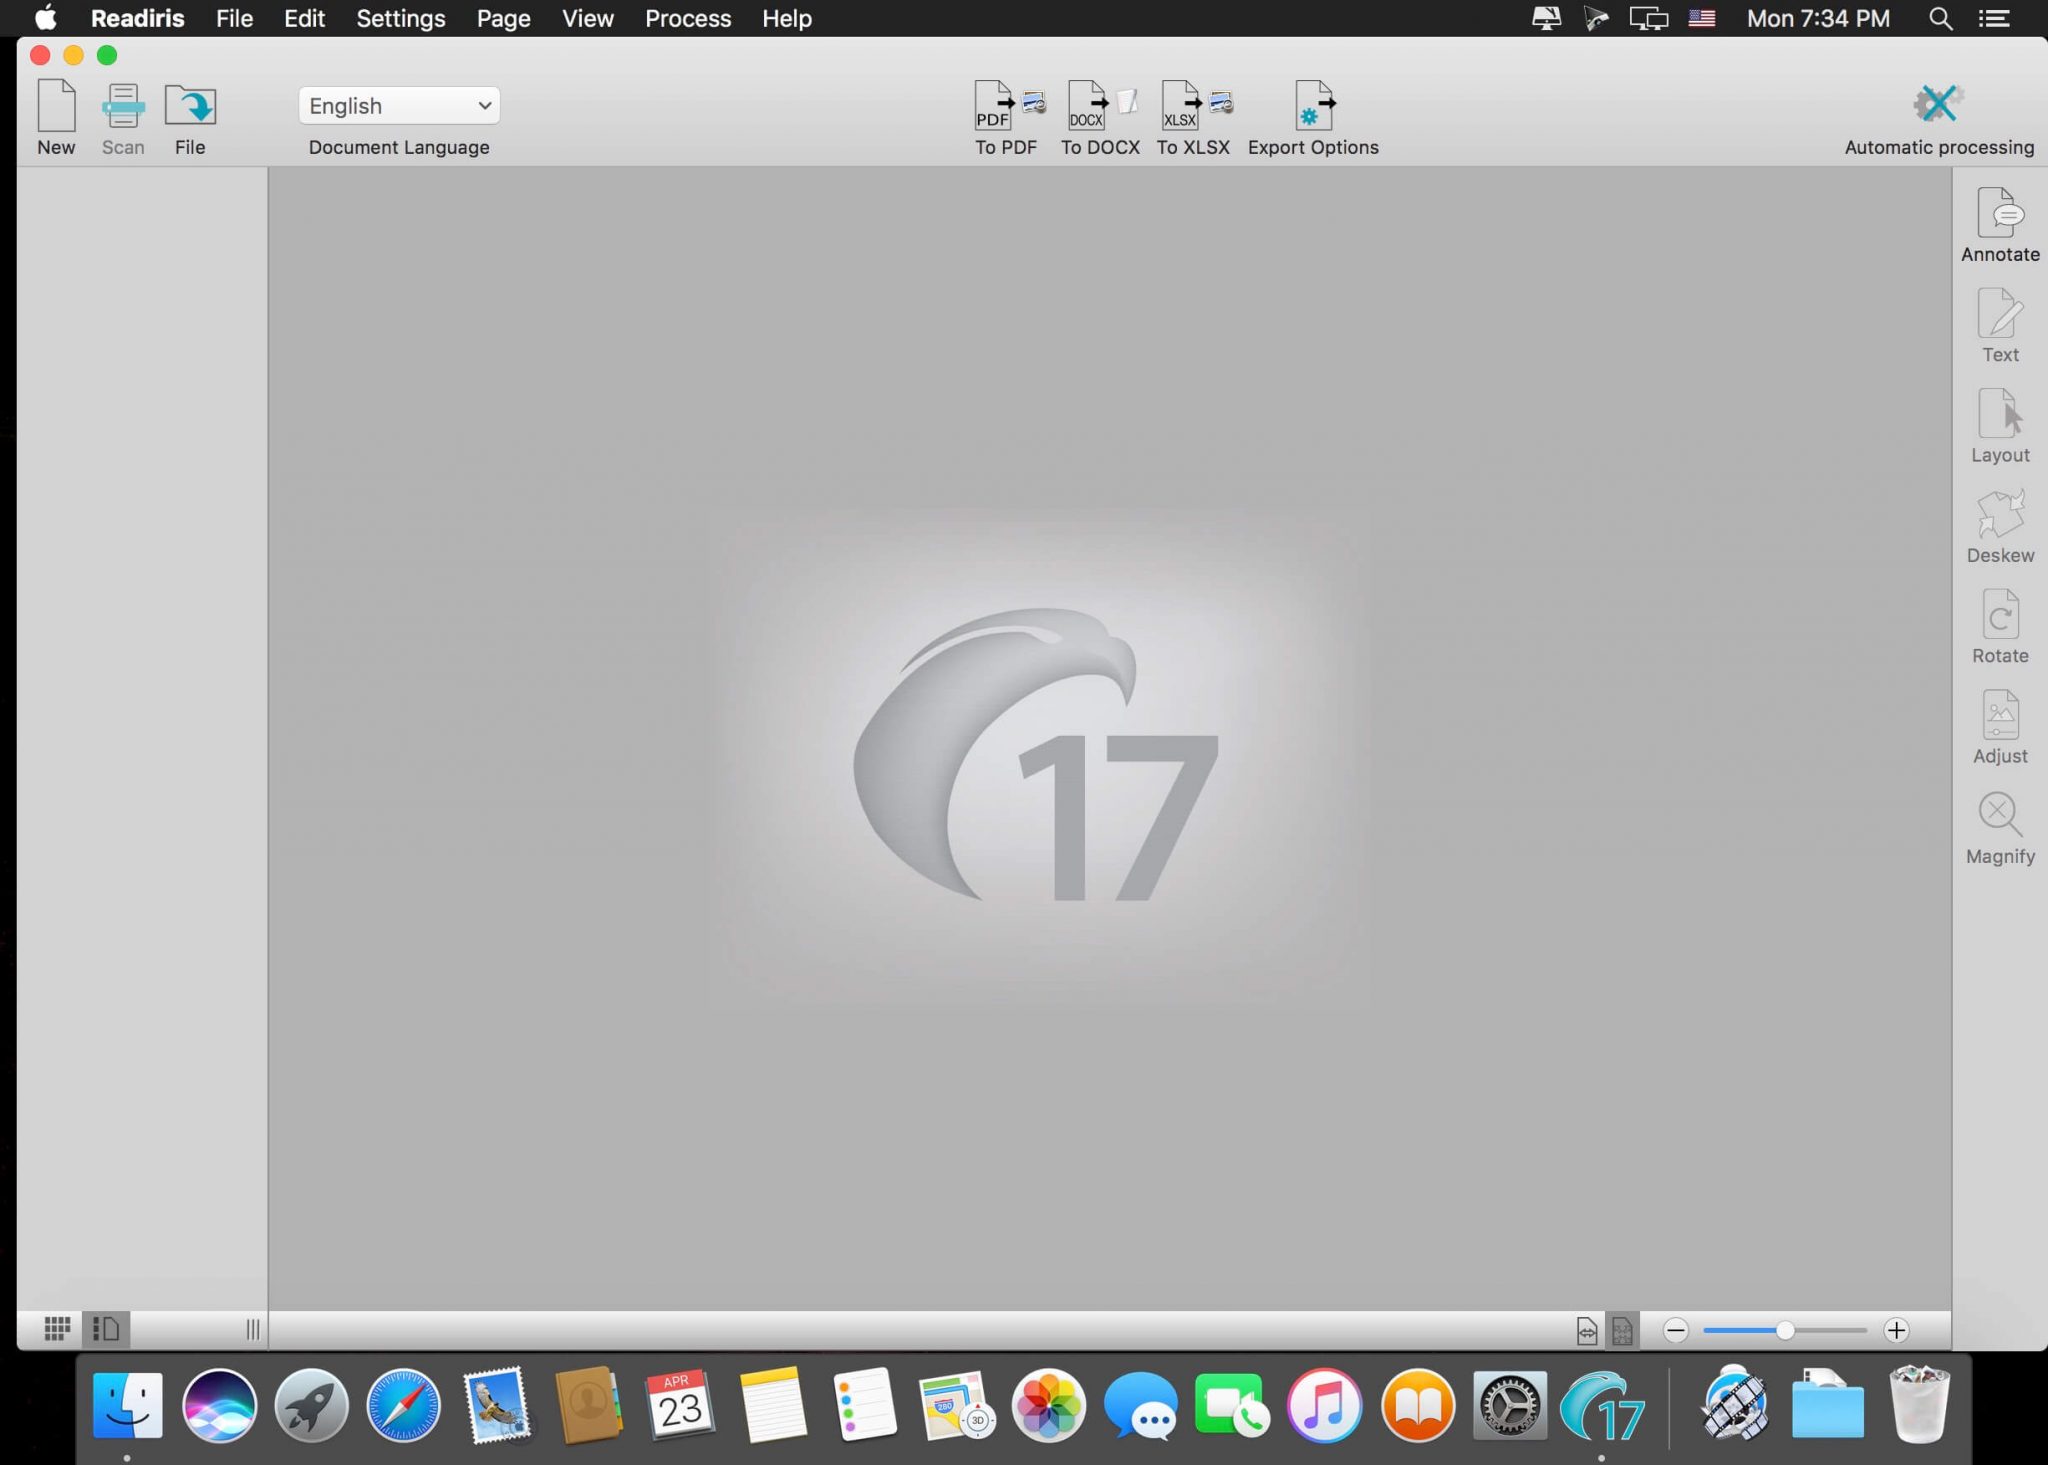 Readiris File Edit Settings Page View Process Help Mon 7:34 PM
English
PDF DOCX XLSX
New Scan File Document Language To PDF To DOCX To XLSX Export Options Automatic processing
Annotate
Text
Layout
Deskew
Rotate
Adjust
Magnify
17
APR
23
280
3D
17